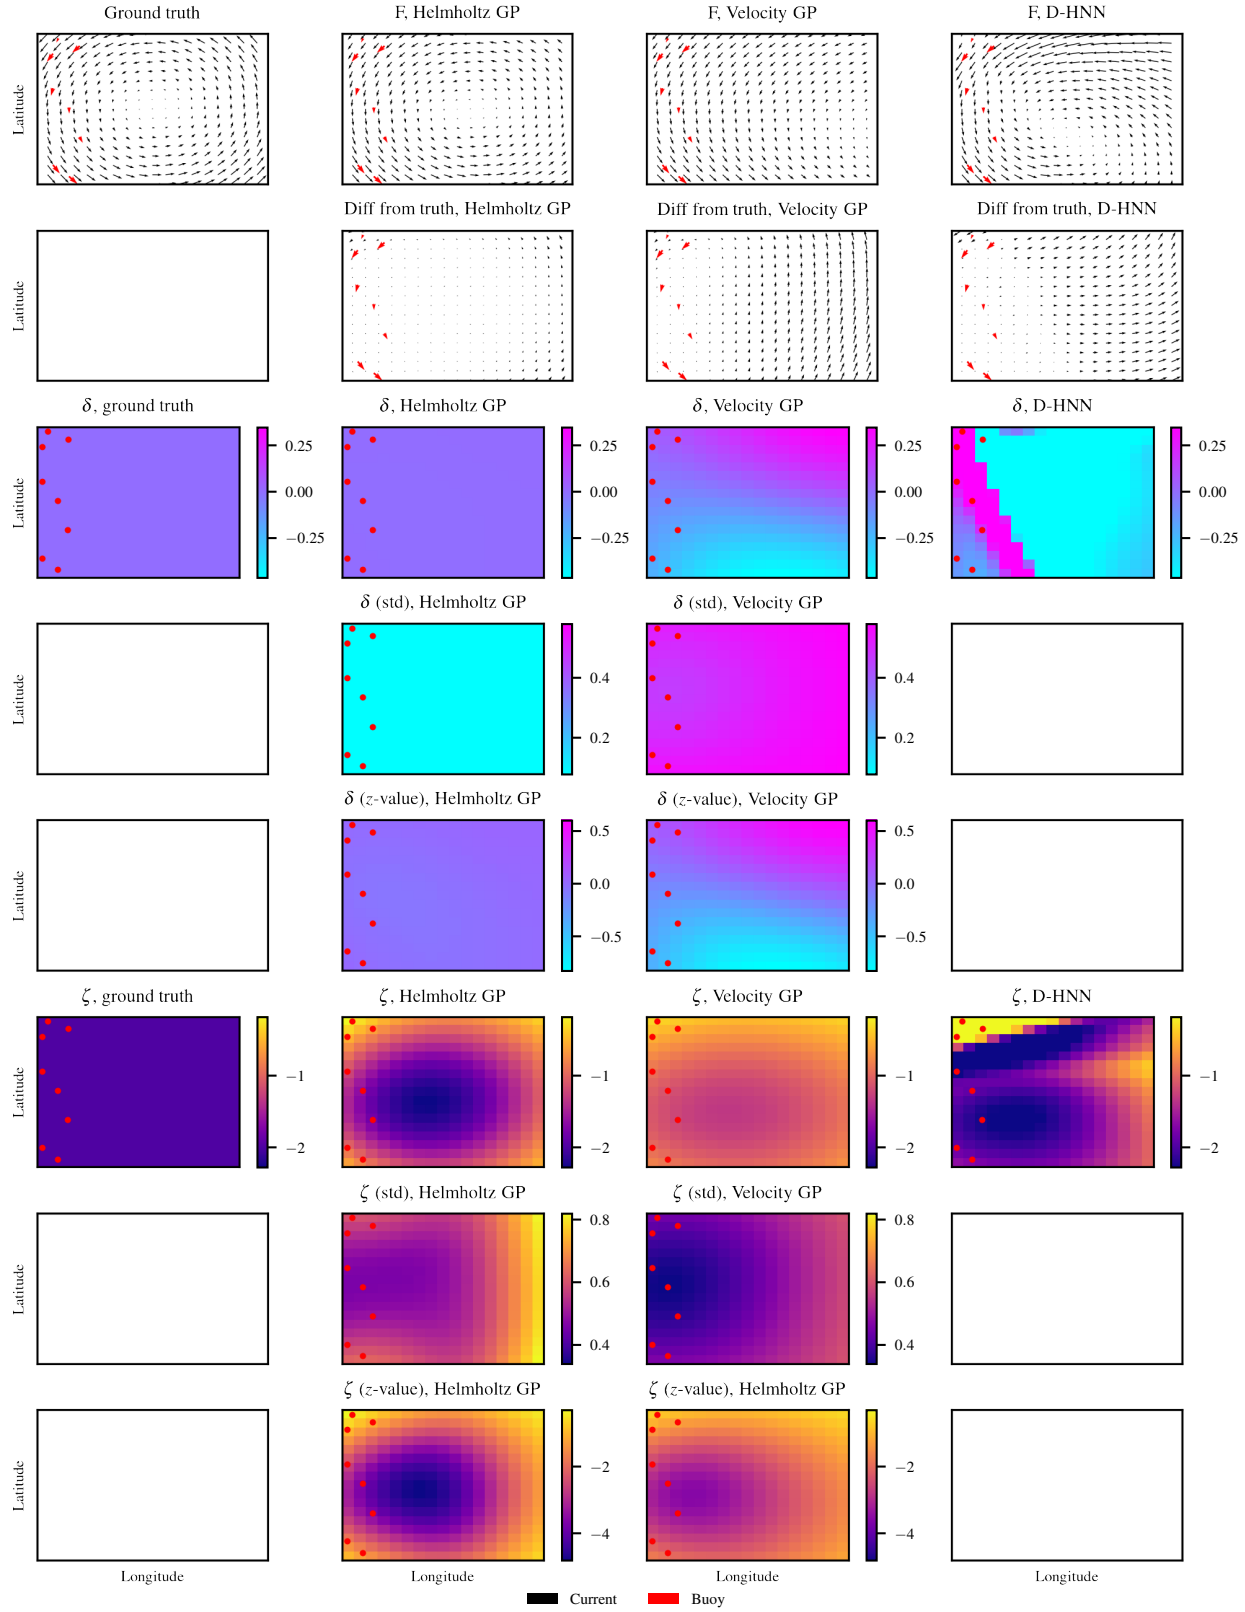 Ground truth
F, Helmholtz GP
F, Velocity GP
F, D-HNN
Latitude
Diff from truth, Helmholtz GP
Diff from truth, Velocity GP
Diff from truth, D-HNN
Latitude
δ, ground truth
δ, Helmholtz GP
δ, Velocity GP
δ, D-HNN
Latitude
0.25
0.00
−0.25
0.25
0.00
−0.25
0.25
0.00
−0.25
0.25
0.00
−0.25
δ (std), Helmholtz GP
δ (std), Velocity GP
Latitude
0.4
0.2
0.4
0.2
δ (z-value), Helmholtz GP
δ (z-value), Velocity GP
Latitude
0.5
0.0
−0.5
0.5
0.0
−0.5
ζ, ground truth
ζ, Helmholtz GP
ζ, Velocity GP
ζ, D-HNN
Latitude
−1
−2
−1
−2
−1
−2
−1
−2
ζ (std), Helmholtz GP
ζ (std), Velocity GP
Latitude
0.8
0.6
0.4
0.8
0.6
0.4
ζ (z-value), Helmholtz GP
ζ (z-value), Helmholtz GP
Latitude
−2
−4
−2
−4
Longitude
Longitude
Longitude
Current
Buoy